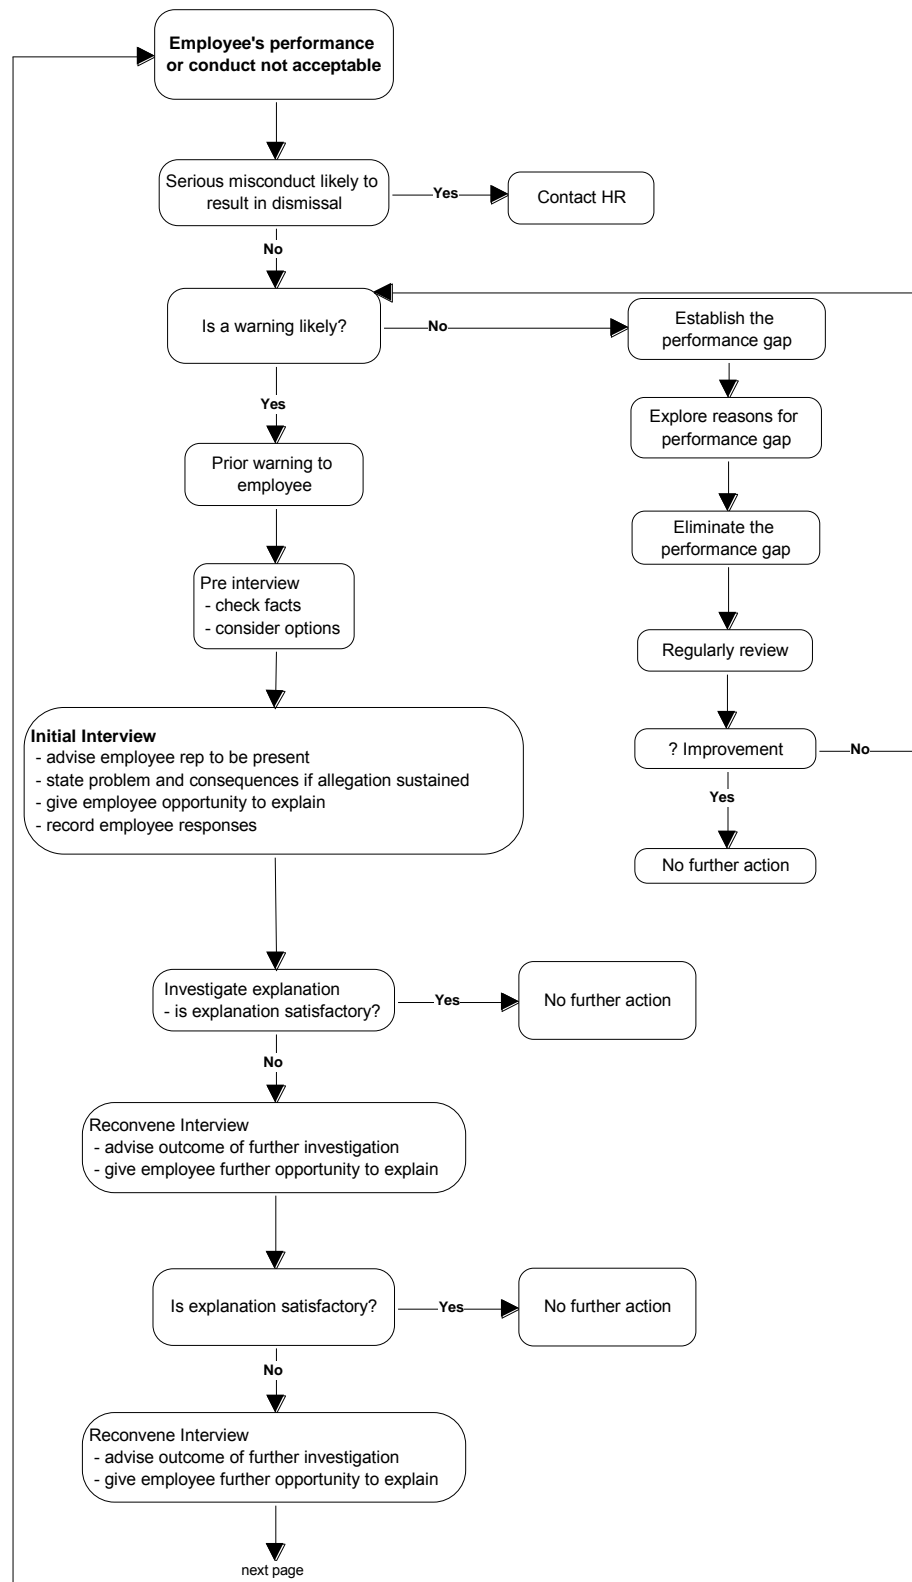 Employee's performance
or conduct not acceptable
Serious misconduct likely to
result in dismissal
Yes
Contact HR
No
Is a warning likely?
No
Establish the
performance gap
Explore reasons for
performance gap
Yes
Prior warning to
employee
Eliminate the
performance gap
Pre interview
- check facts
- consider options
Regularly review
Initial Interview
- advise employee rep to be present
- state problem and consequences if allegation sustained
- give employee opportunity to explain
- record employee responses
? Improvement
No
Yes
No further action
Investigate explanation
- is explanation satisfactory?
Yes
No further action
No
Reconvene Interview
- advise outcome of further investigation
- give employee further opportunity to explain
Is explanation satisfactory?
Yes
No further action
No
Reconvene Interview
- advise outcome of further investigation
- give employee further opportunity to explain
next page